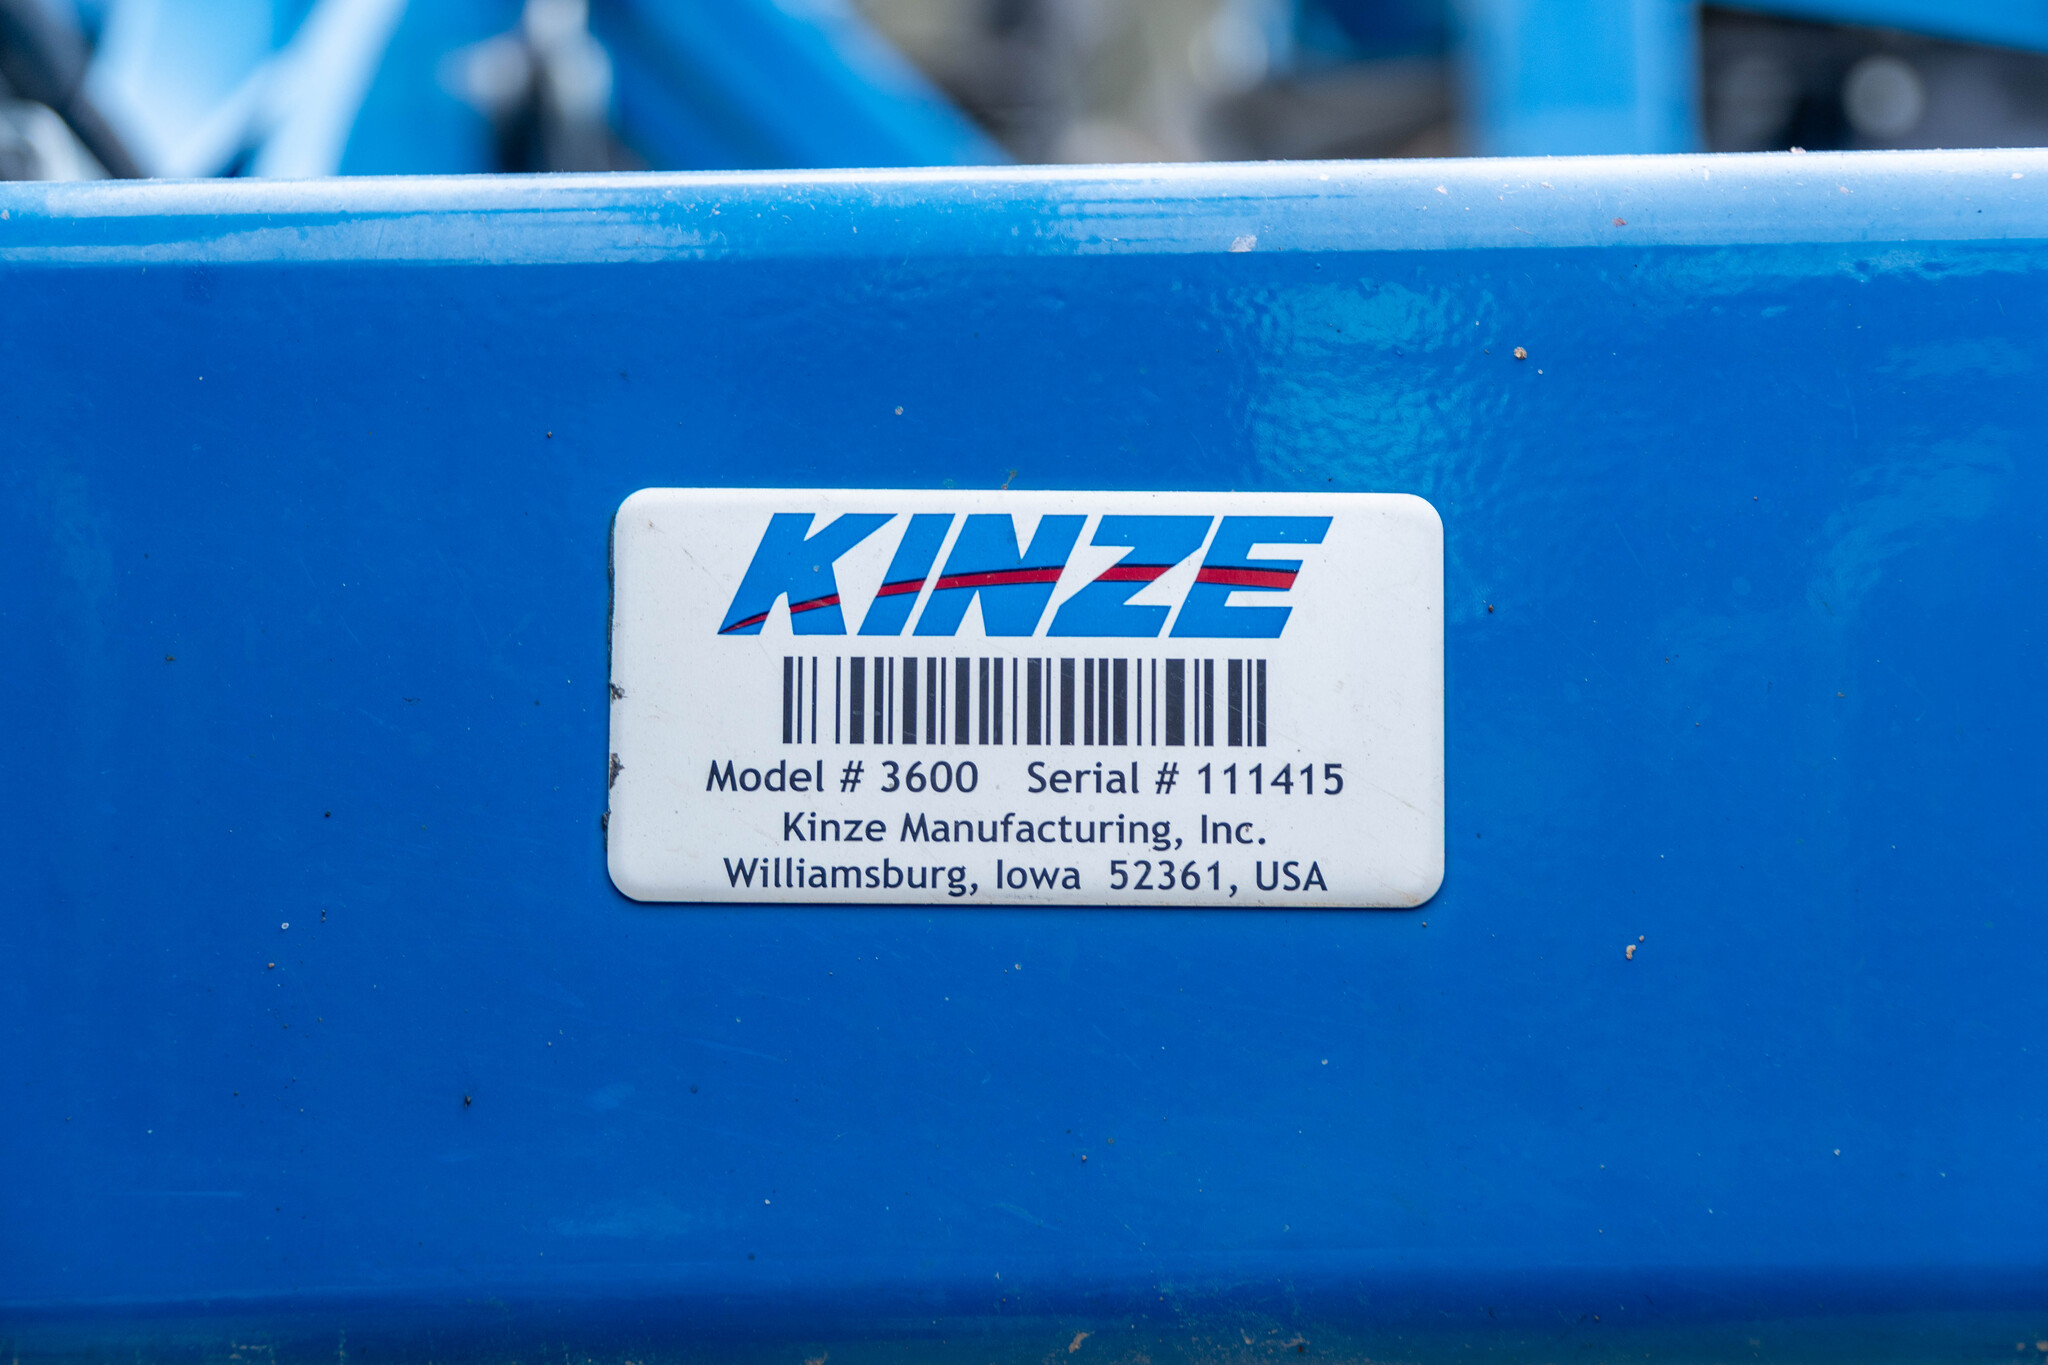 KINZE
Model # 3600 Serial # 111415
Kinze Manufacturing, Inc.
Williamsburg, Iowa 52361, USA